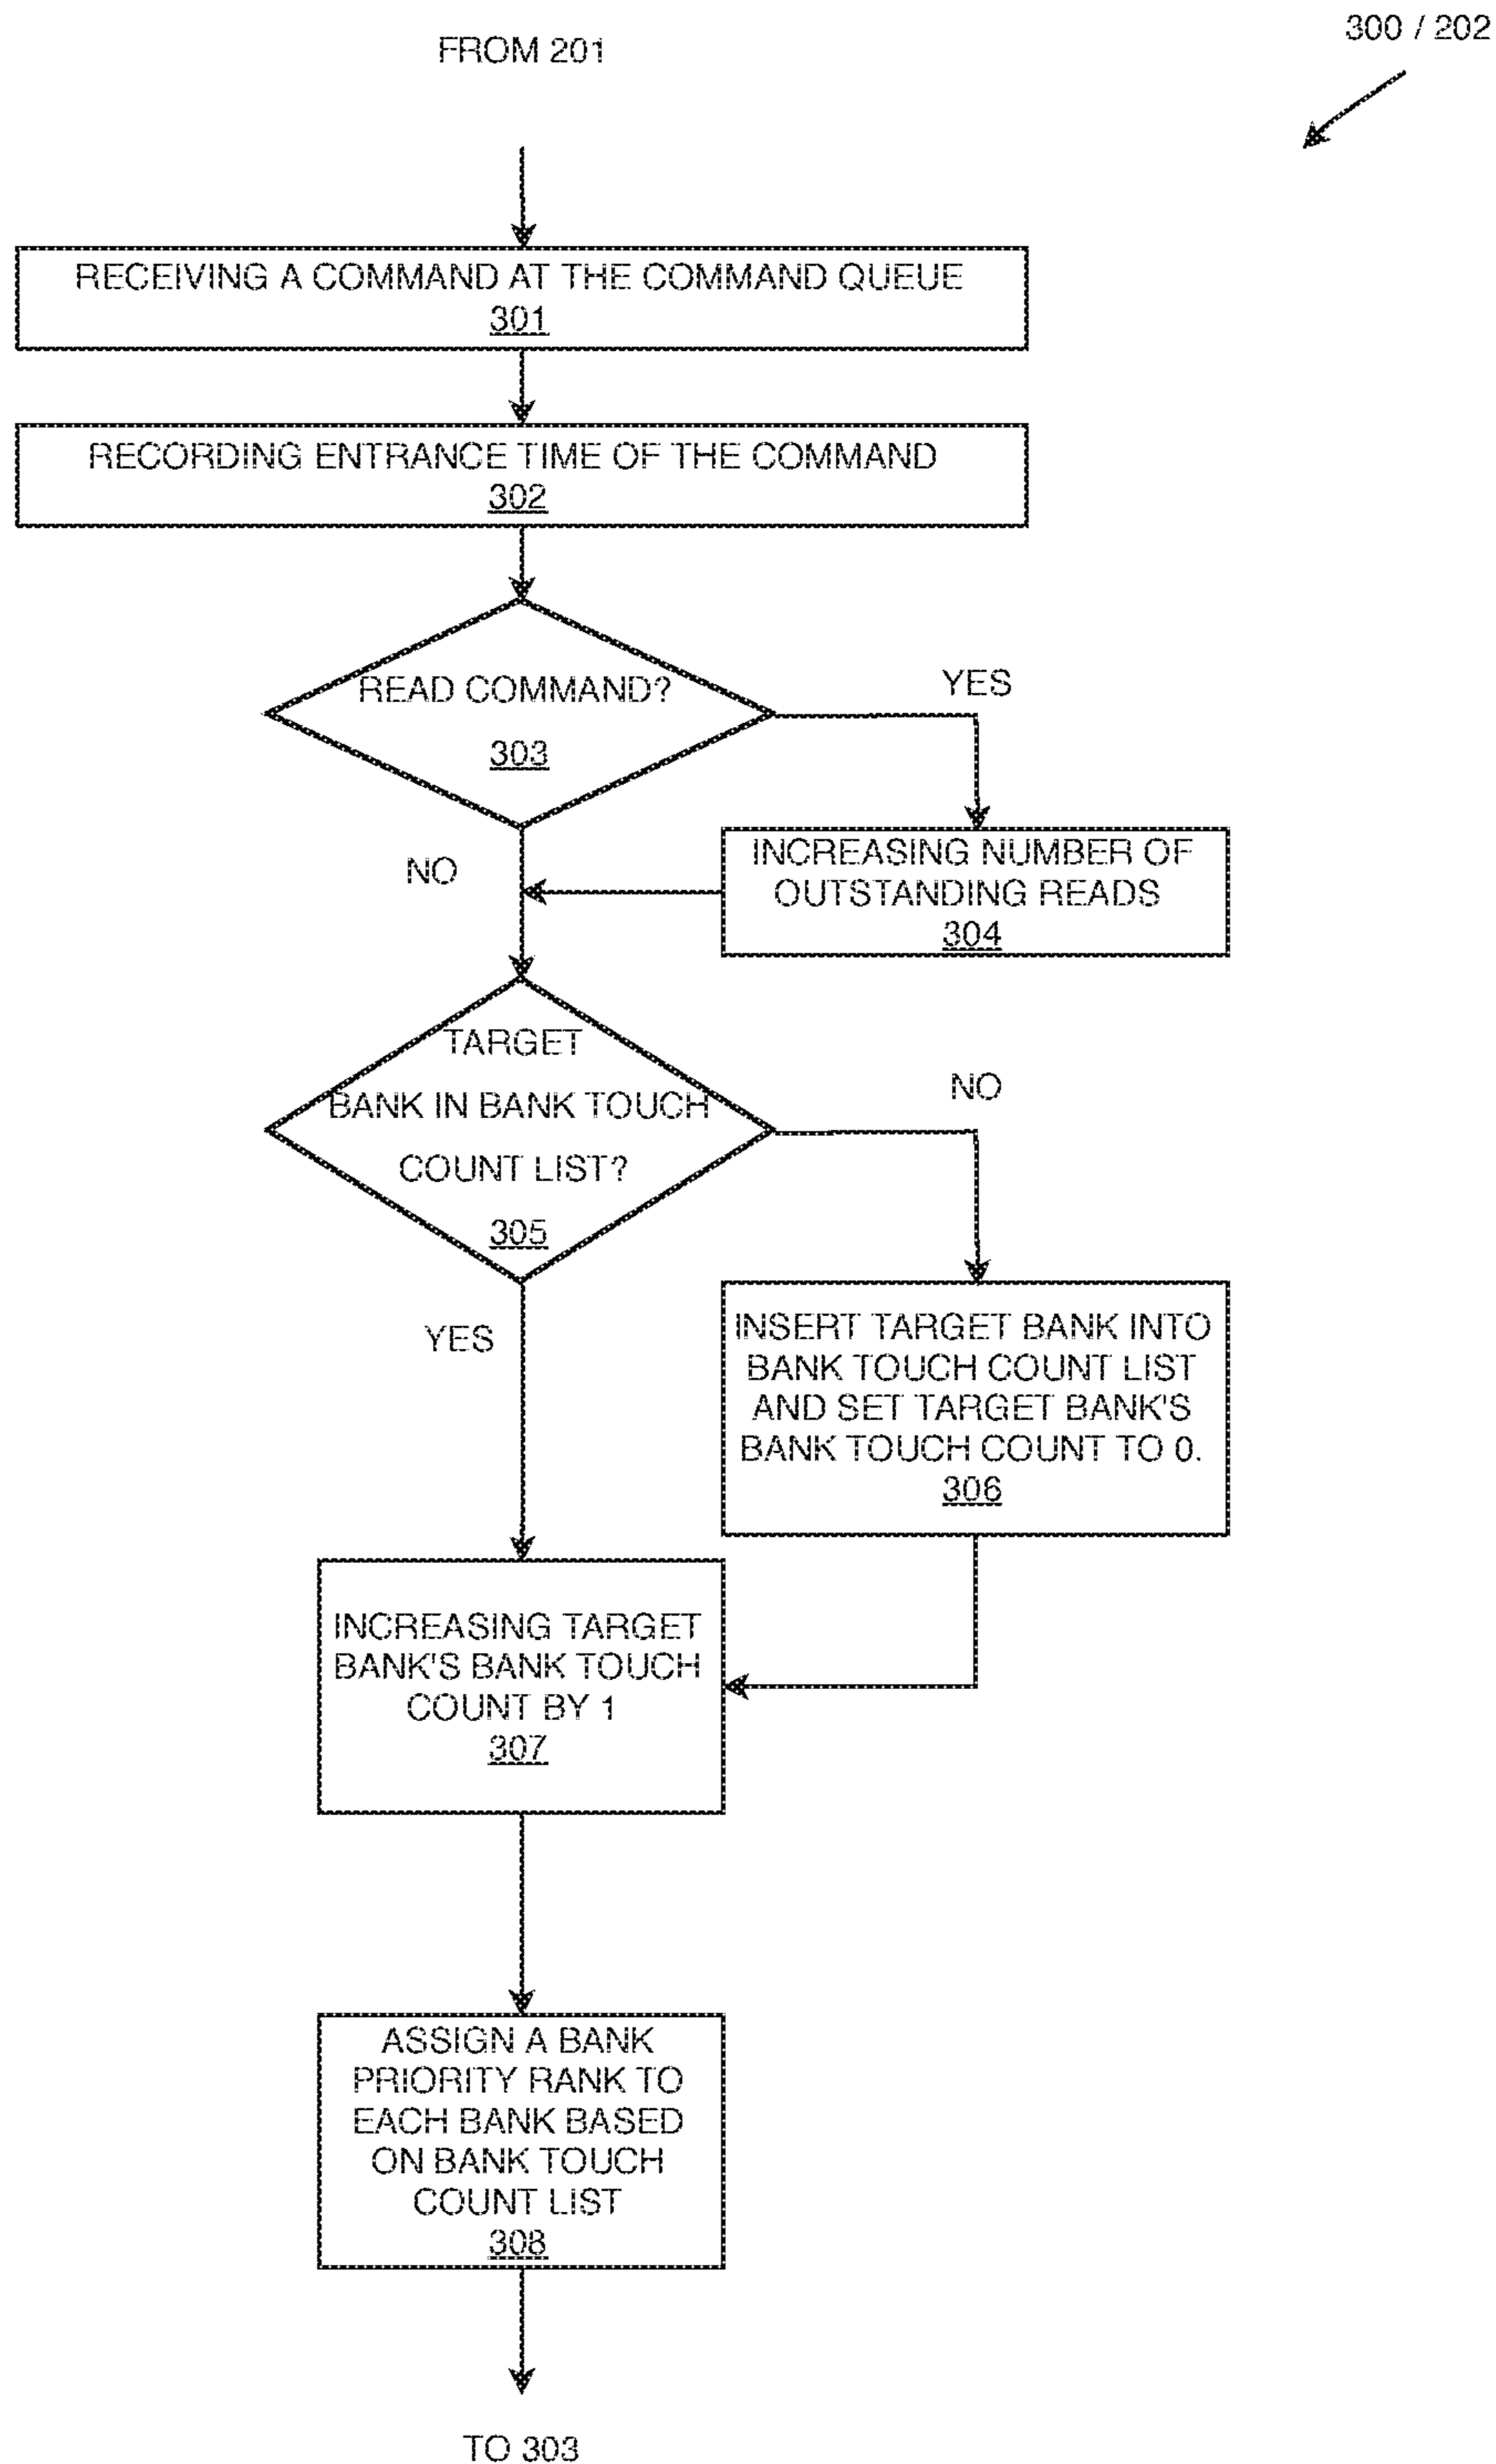 300 / 202
FROM 201
RECEIVING A COMMAND AT THE COMMAND QUEUE
301
RECORDING ENTRANCE TIME OF THE COMMAND
302
READ COMMAND?
303
YES
NO
INCREASING NUMBER OF
OUTSTANDING READS
304
TARGET
BANK IN BANK TOUCH
COUNT LIST?
305
NO
YES
INSERT TARGET BANK INTO
BANK TOUCH COUNT LIST
AND SET TARGET BANK'S
BANK TOUCH COUNT TO 0.
306
INCREASING TARGET
BANK'S BANK TOUCH
COUNT BY 1
307
ASSIGN A BANK
PRIORITY RANK TO
EACH BANK BASED
ON BANK TOUCH
COUNT LIST
308
TO 303